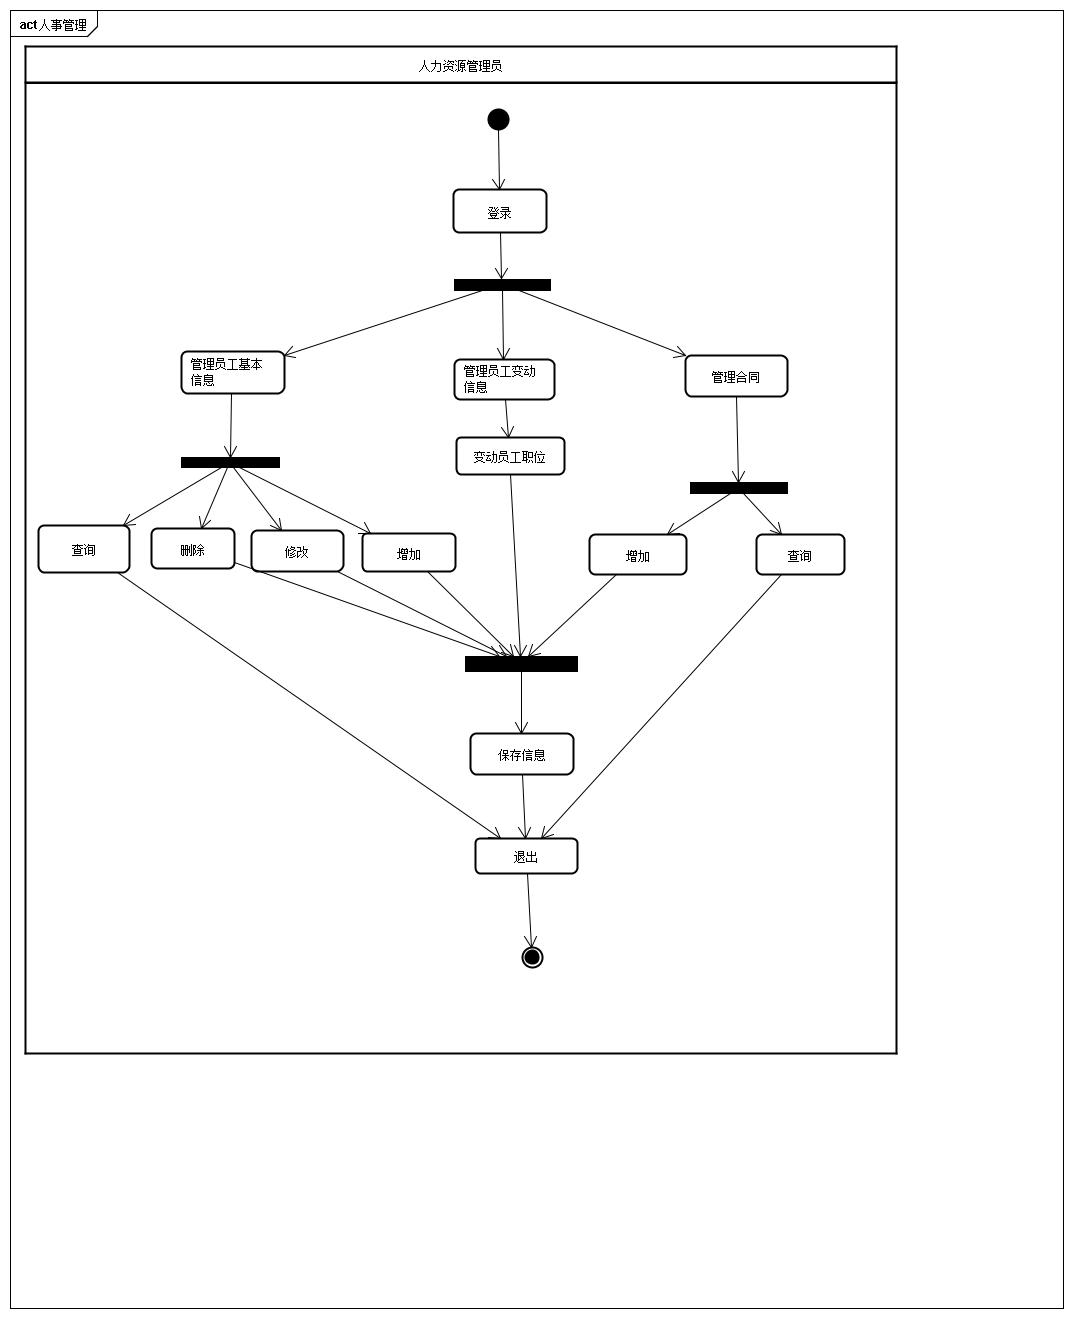 act 人事管理
人力资源管理员
登录
管理员工基本
信息
管理员工变动
信息
管理合同
变动员工职位
查询
删除
修改
增加
增加
查询
保存信息
退出